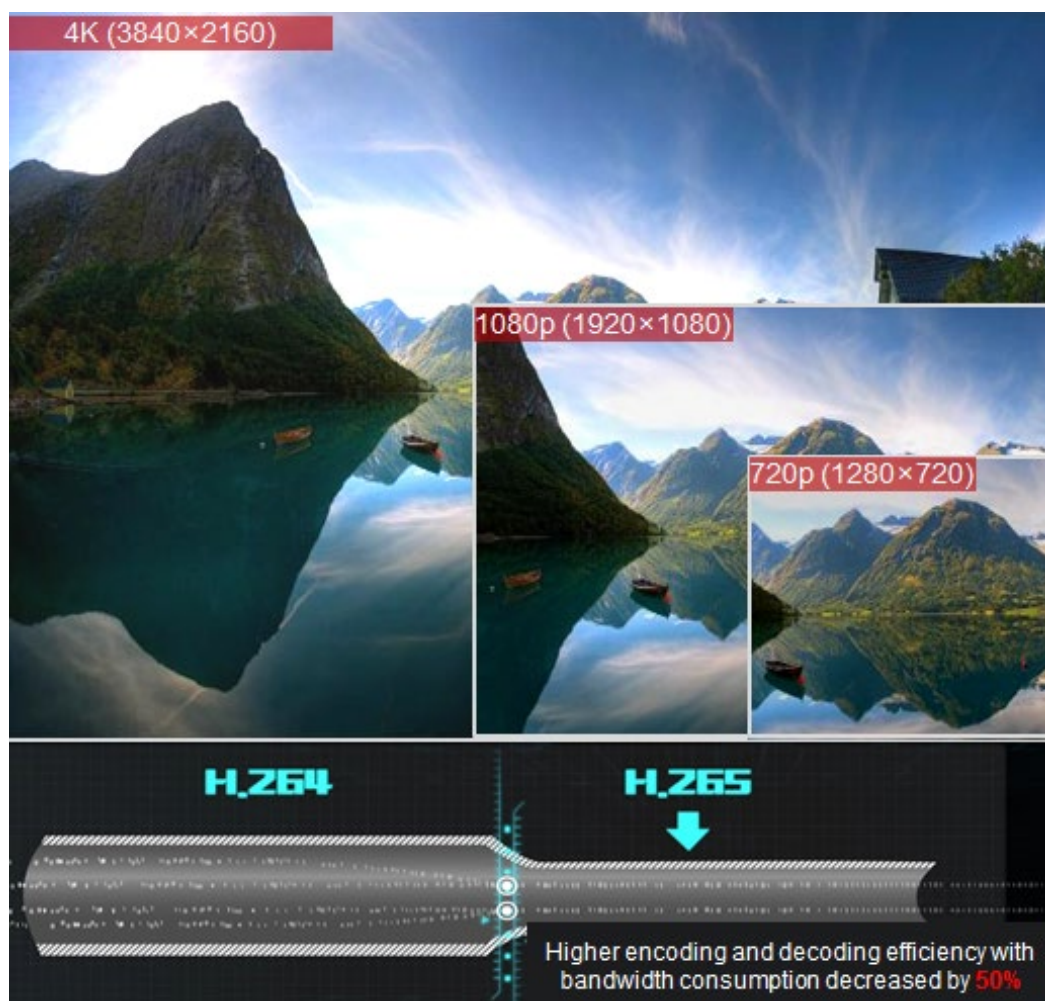 4K (3840×2160)
1080p (1920×1080)
720p (1280×720)
H.264
H.265
Higher encoding and decoding efficiency with
bandwidth consumption decreased by 50%